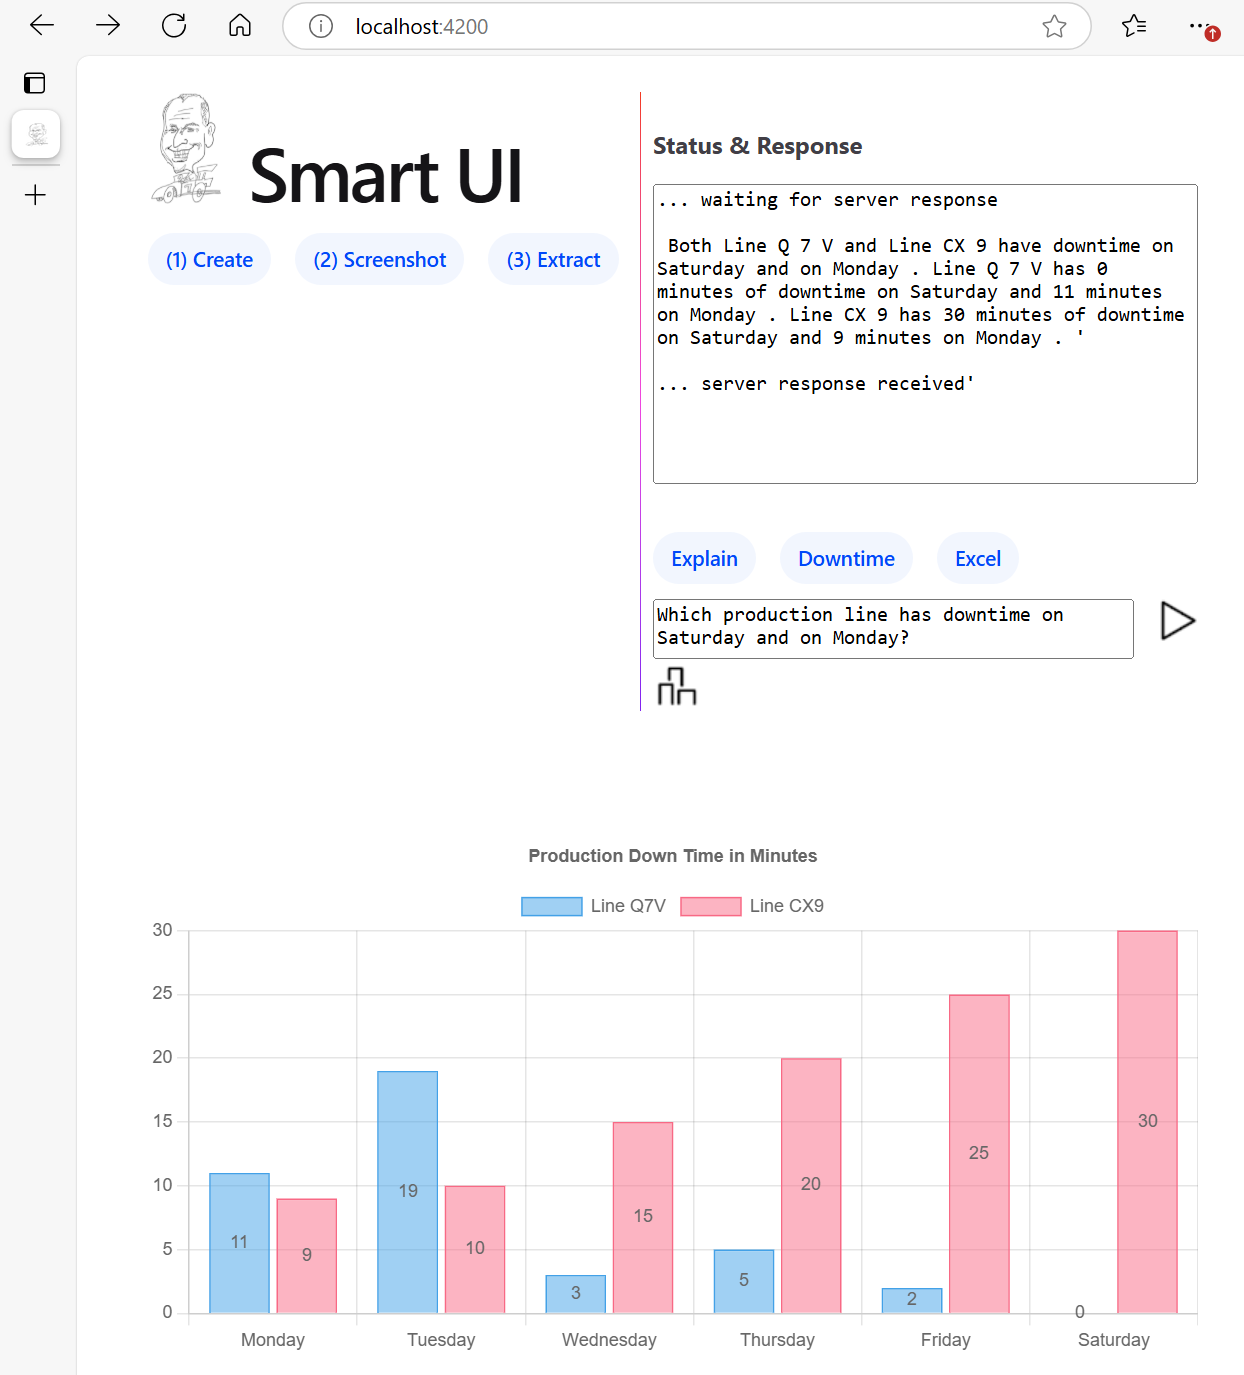 localhost:4200
Smart UI
(1) Create
(2) Screenshot
(3) Extract
Status & Response
... waiting for server response
Both Line Q 7 V and Line CX 9 have downtime on
Saturday and on Monday . Line Q 7 V has 0
minutes of downtime on Saturday and 11 minutes
on Monday . Line CX 9 has 30 minutes of downtime
on Saturday and 9 minutes on Monday . '
... server response received'
Explain
Downtime
Excel
Which production line has downtime on
Saturday and on Monday?
Production Down Time in Minutes
Line Q7V
Line CX9
30
25
20
15
10
5
0
11
9
19
10
3
15
5
20
2
25
0
30
Monday
Tuesday
Wednesday
Thursday
Friday
Saturday